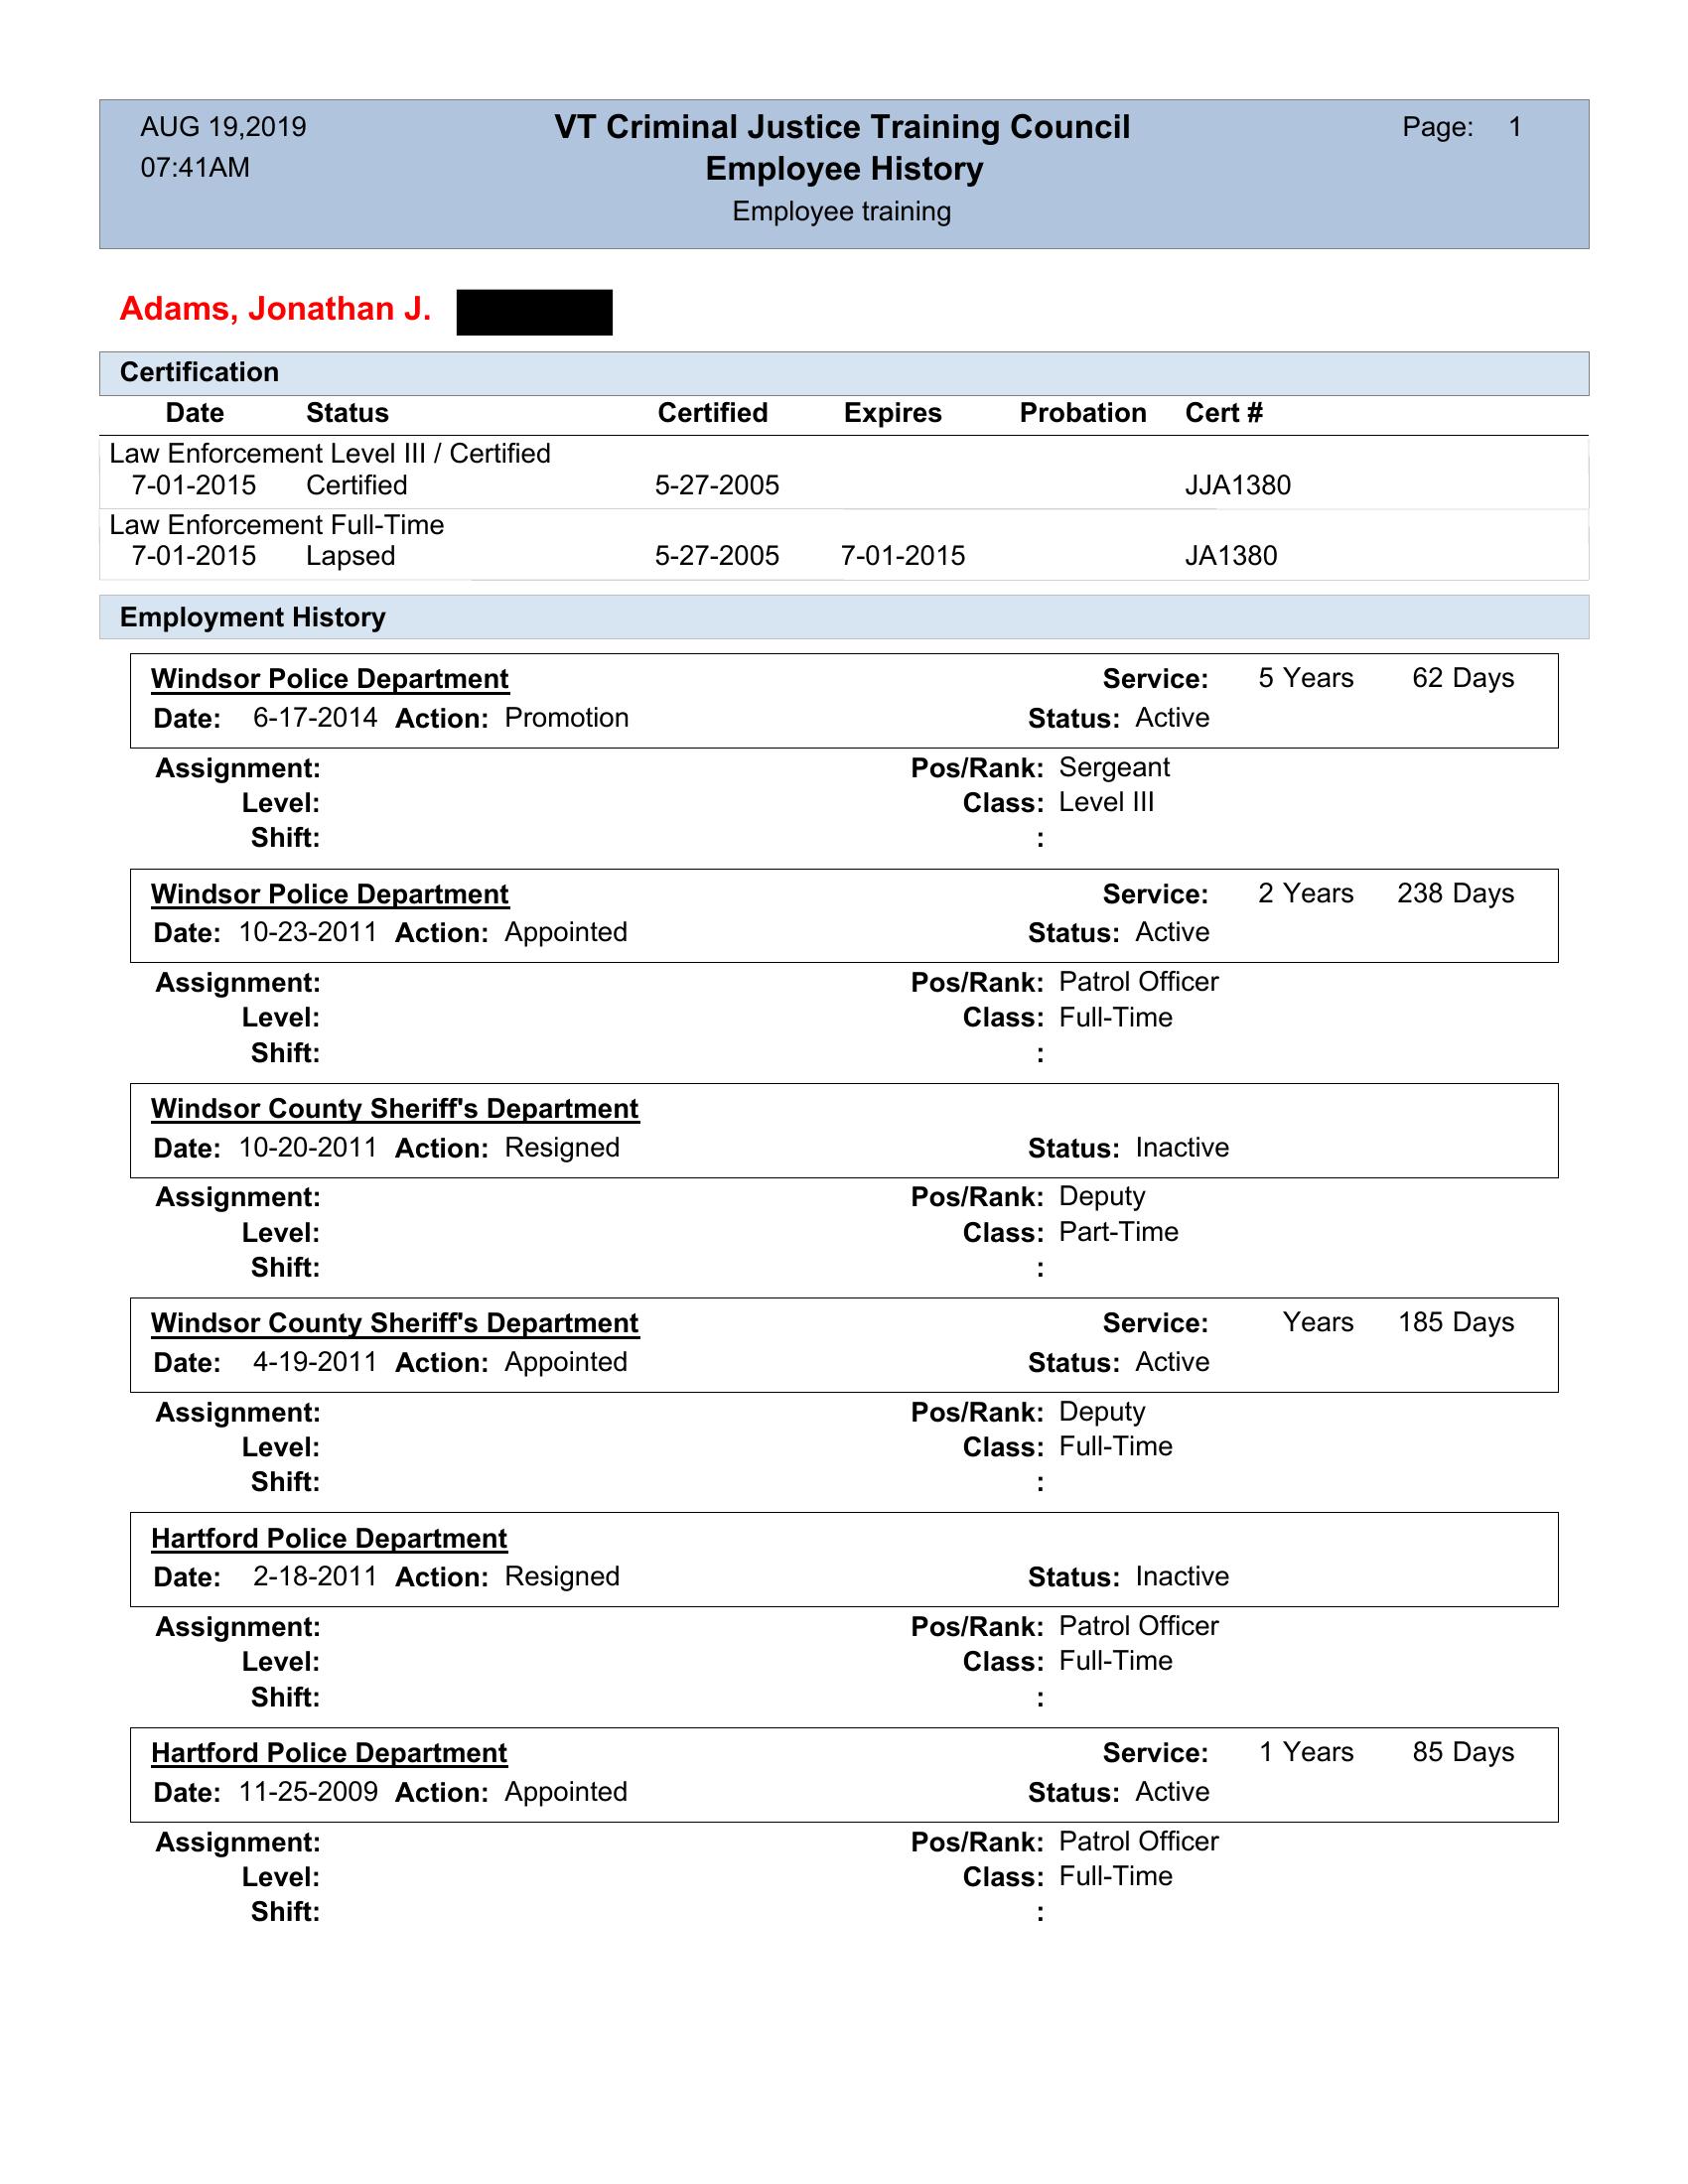 AUG 19,2019 VT Criminal Justice Training Council Page: 1
07:41AM Employee History
Employee training
Adams, Jonathan J.
Certification
Date Status Certified Expires Probation Cert #
Law Enforcement Level III / Certified
7-01-2015 Certified 5-27-2005 JJA1380
Law Enforcement Full-Time
7-01-2015 Lapsed 5-27-2005 7-01-2015 JA1380
Employment History
Windsor Police Department Service: 5 Years 62 Days
Date: 6-17-2014 Action: Promotion Status: Active
Assignment: Pos/Rank: Sergeant
Level: Class: Level III
Shift: :
Windsor Police Department Service: 2 Years 238 Days
Date: 10-23-2011 Action: Appointed Status: Active
Assignment: Pos/Rank: Patrol Officer
Level: Class: Full-Time
Shift: :
Windsor County Sheriff's Department
Date: 10-20-2011 Action: Resigned Status: Inactive
Assignment: Pos/Rank: Deputy
Level: Class: Part-Time
Shift: :
Windsor County Sheriff's Department Service: Years 185 Days
Date: 4-19-2011 Action: Appointed Status: Active
Assignment: Pos/Rank: Deputy
Level: Class: Full-Time
Shift: :
Hartford Police Department
Date: 2-18-2011 Action: Resigned Status: Inactive
Assignment: Pos/Rank: Patrol Officer
Level: Class: Full-Time
Shift: :
Hartford Police Department Service: 1 Years 85 Days
Date: 11-25-2009 Action: Appointed Status: Active
Assignment: Pos/Rank: Patrol Officer
Level: Class: Full-Time
Shift: :